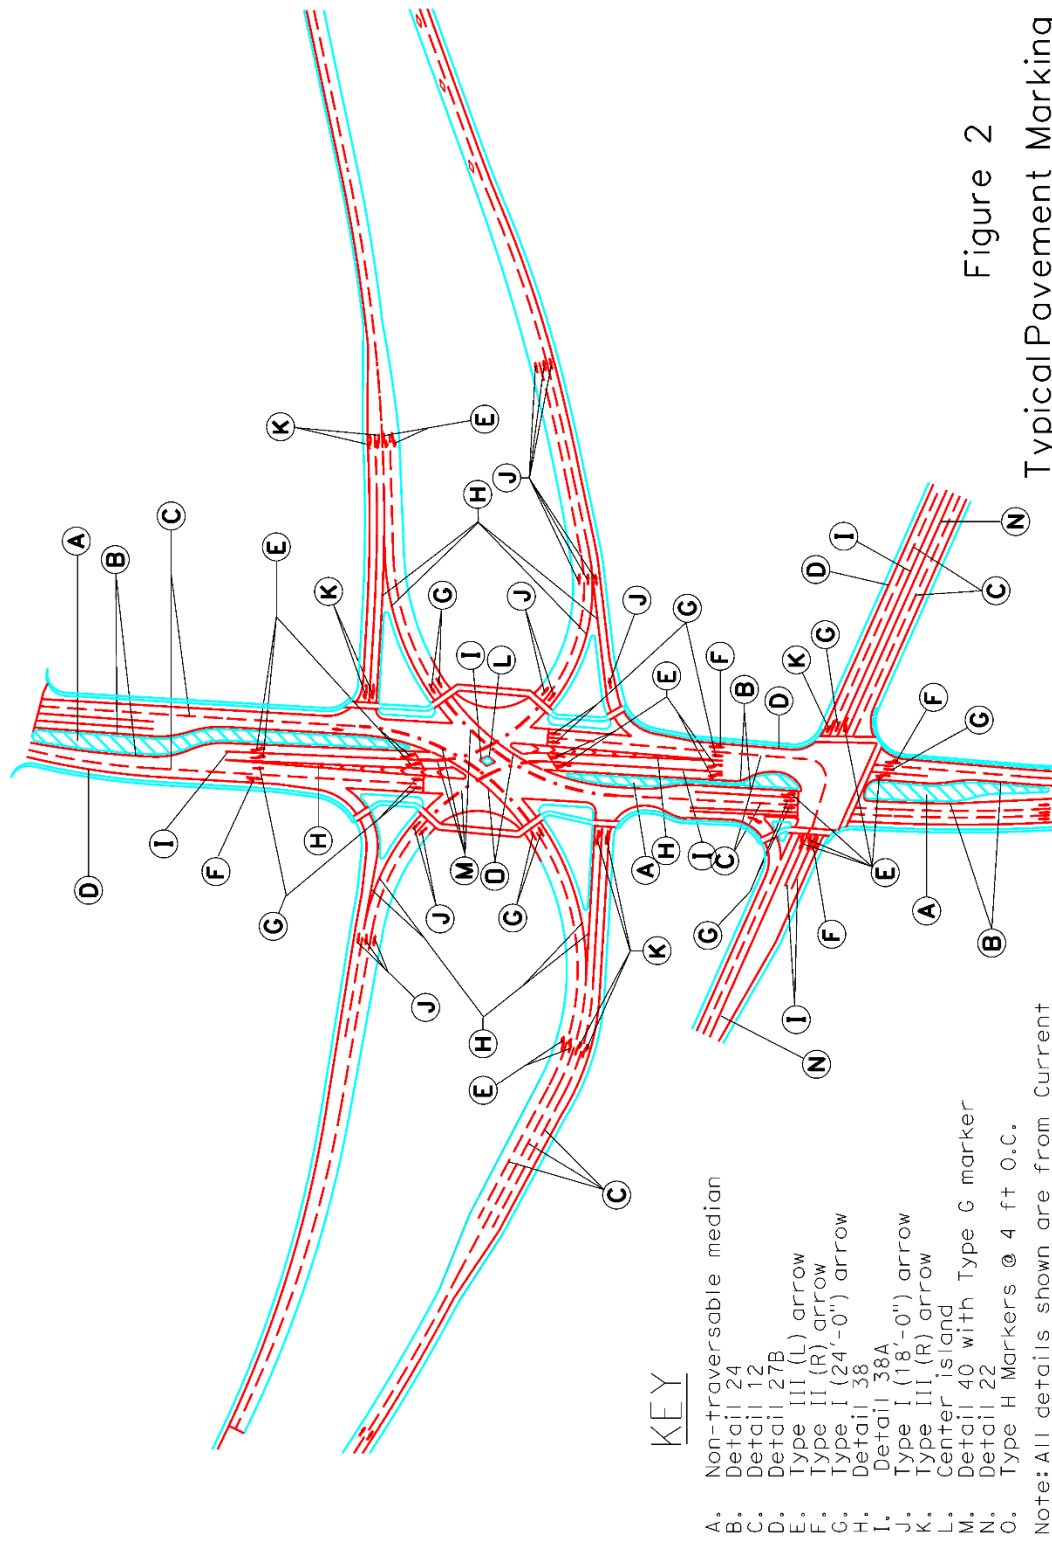 Figure 2
Typical Pavement Marking
KEY
A. Non-traversable median
B. Detail 24
C. Detail 12
D. Detail 27B
E. Type III (L) arrow
F. Type II (R) arrow
G. Type I (24'-0") arrow
H. Detail 38
I. Detail 38A
J. Type I (18'-0") arrow
K. Type III (R) arrow
L. Center island
M. Detail 40 with Type G marker
N. Detail 22
O. Type H Markers @ 4 ft O.C.
Note: All details shown are from Current
A
B
C
E
K
D
I
F
H
G
K
E
H
J
G
J
I
L
J
G
M
O
G
J
J
H
E
K
C
E
F
B
D
A
H
I
C
G
K
G
D
I
N
C
F
G
E
F
A
B
I
N